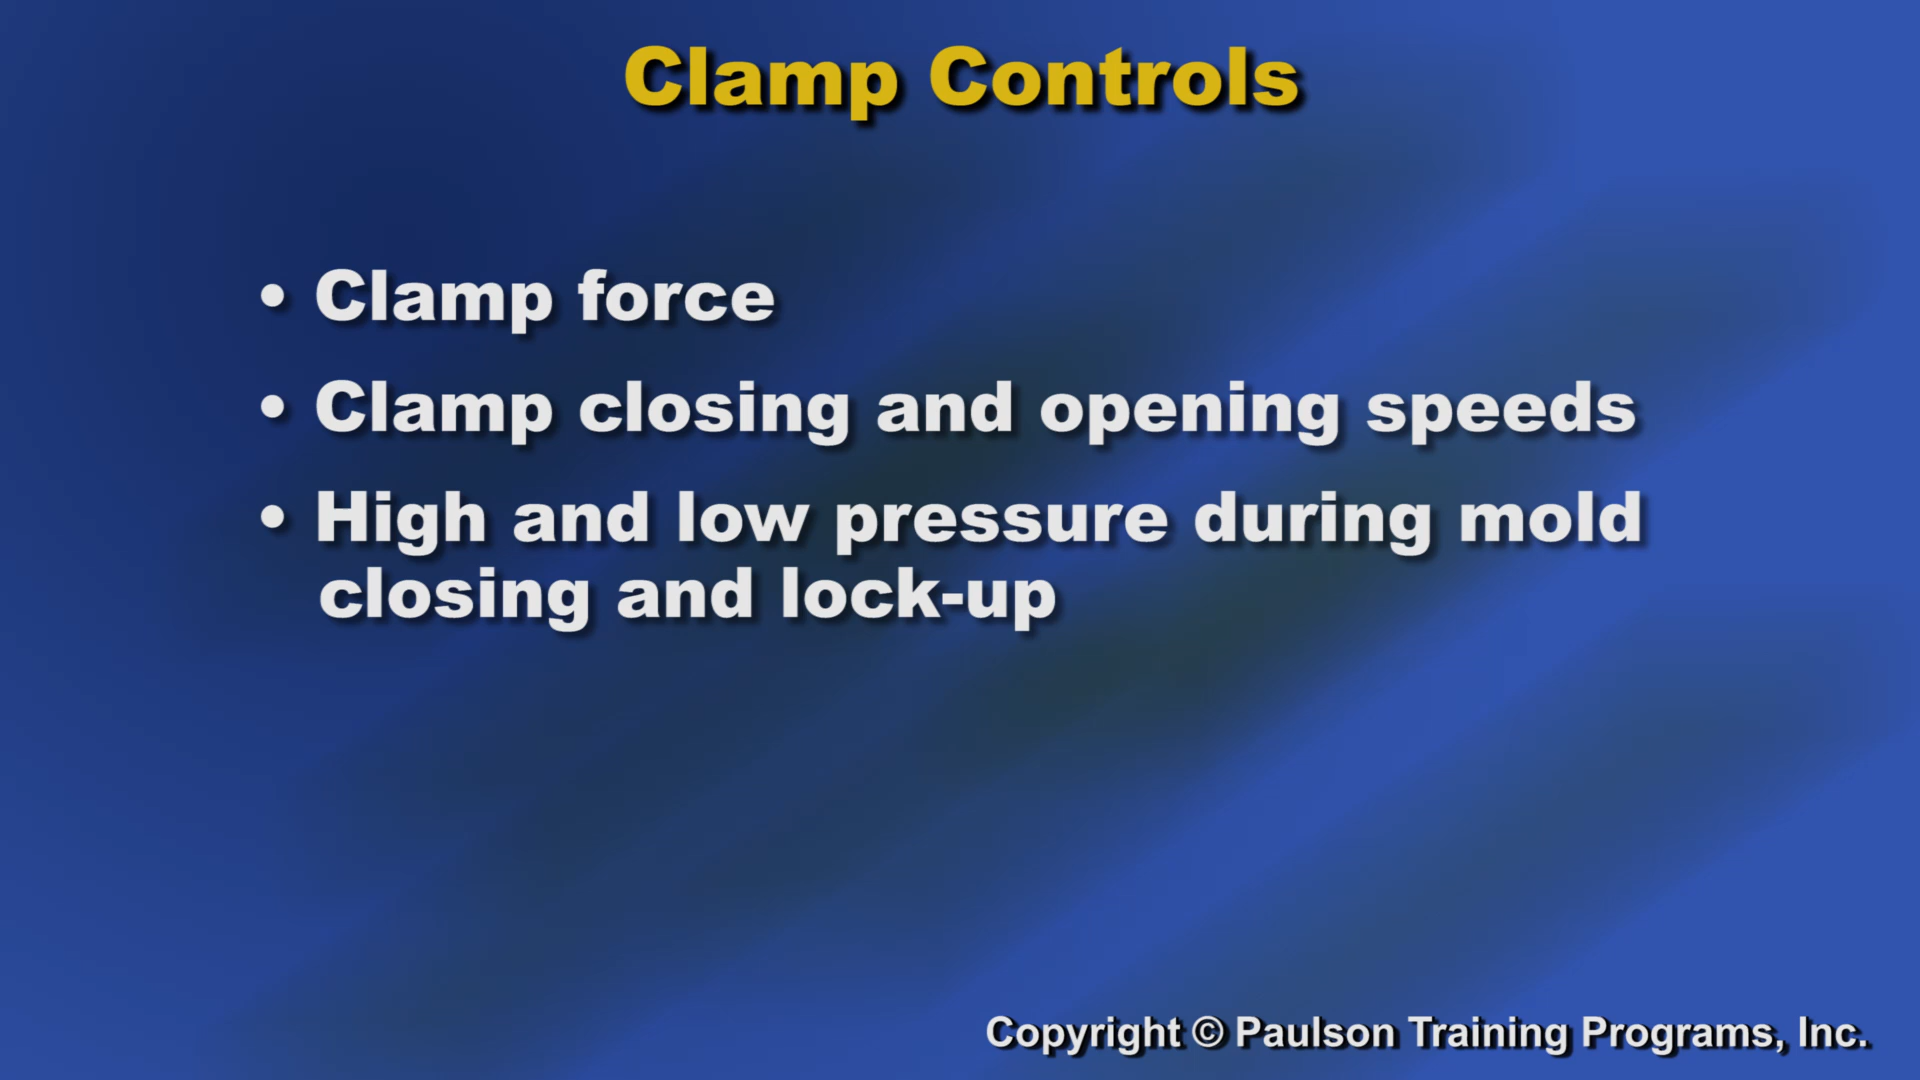 Clamp Controls
• Clamp force
• Clamp closing and opening speeds
• High and low pressure during mold
closing and lock-up
Copyright © Paulson Training Programs, Inc.